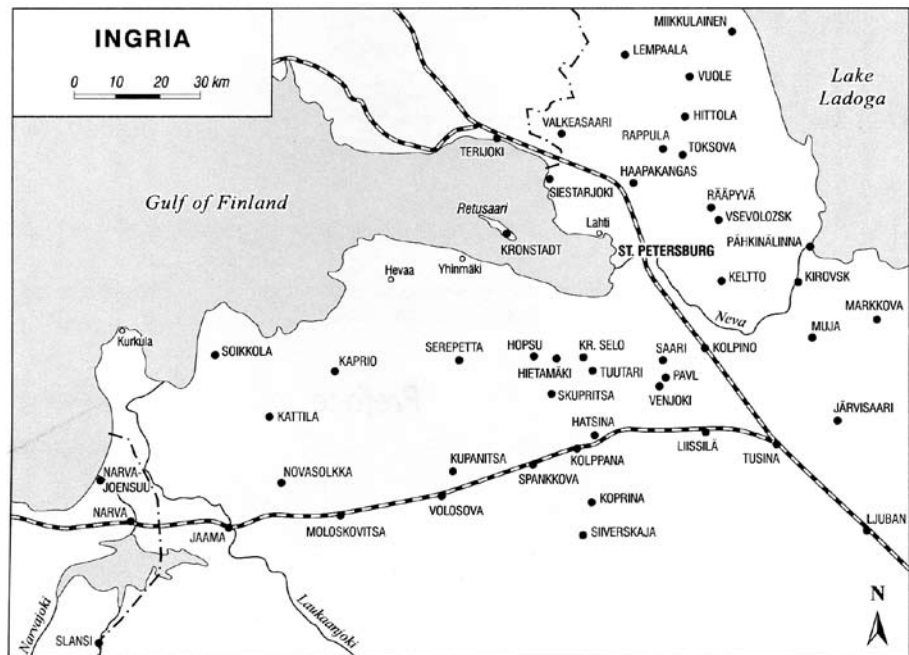 INGRIA
0 10 20 30 km
MIIKKULAINEN
LEMPAALA
VUOLE
Lake
Ladoga
HITTOLA
VALKEASAARI
RAPPULA
TOKSOVA
TERIJOKI
HAAPAKANGAS
SIESTARJOKI
RÄÄPYVÄ
Gulf of Finland
Retusaari
VSEVOLOZSK
Lahti
KRONSTADT
ST. PETERSBURG
PÄHKINÄLINNA
Yhinmäki
Hevaa
KELTTO
KIROVSK
MARKKOVA
Neva
MUJA
Kurkula
SOIKKOLA
KAPRIO
SEREPETTA
HOPSU
KR. SELO
SAARI
KOLPINO
HIETAMÄKI
TUUTARI
PAVL
VENJOKI
SKUPRITSA
JÄRVISAARI
KATTILA
HATSINA
LIISSILÄ
TUSINA
KOLPPANA
KUPANITSA
SPANKKOVA
NARVA-
JOENSUU
NOVASOLKKA
VOLOSOVA
KOPRINA
NARVA
JAAMA
MOLOSKOVITSA
SIIVERSKAJA
LJUBAN
N
Narvajoki
Laukaanjoki
SLANSI